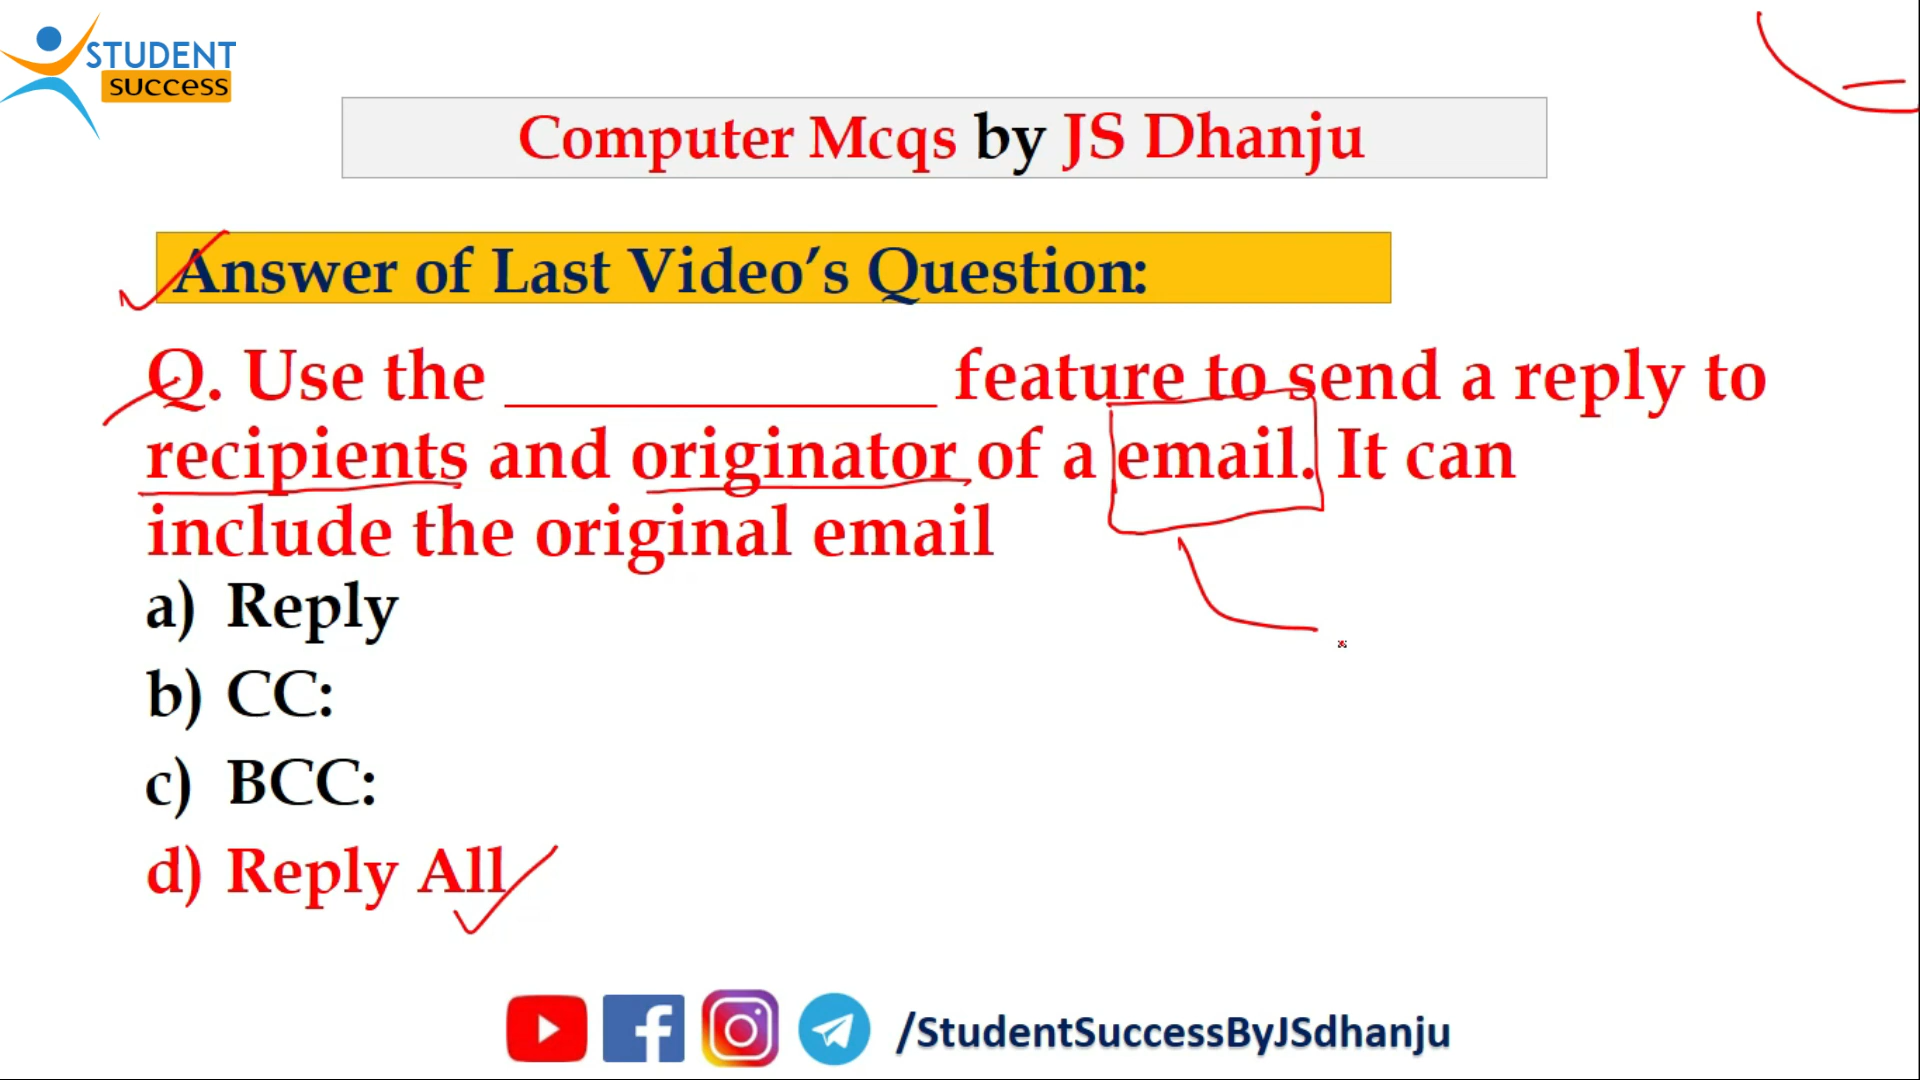 STUDENT
success
Computer Mcqs by JS Dhanju
Answer of Last Video’s Question:
Q. Use the ______________ feature to send a reply to
recipients and originator of a email. It can
include the original email
a) Reply
b) CC:
c) BCC:
d) Reply All
/StudentSuccessByJSdhanju